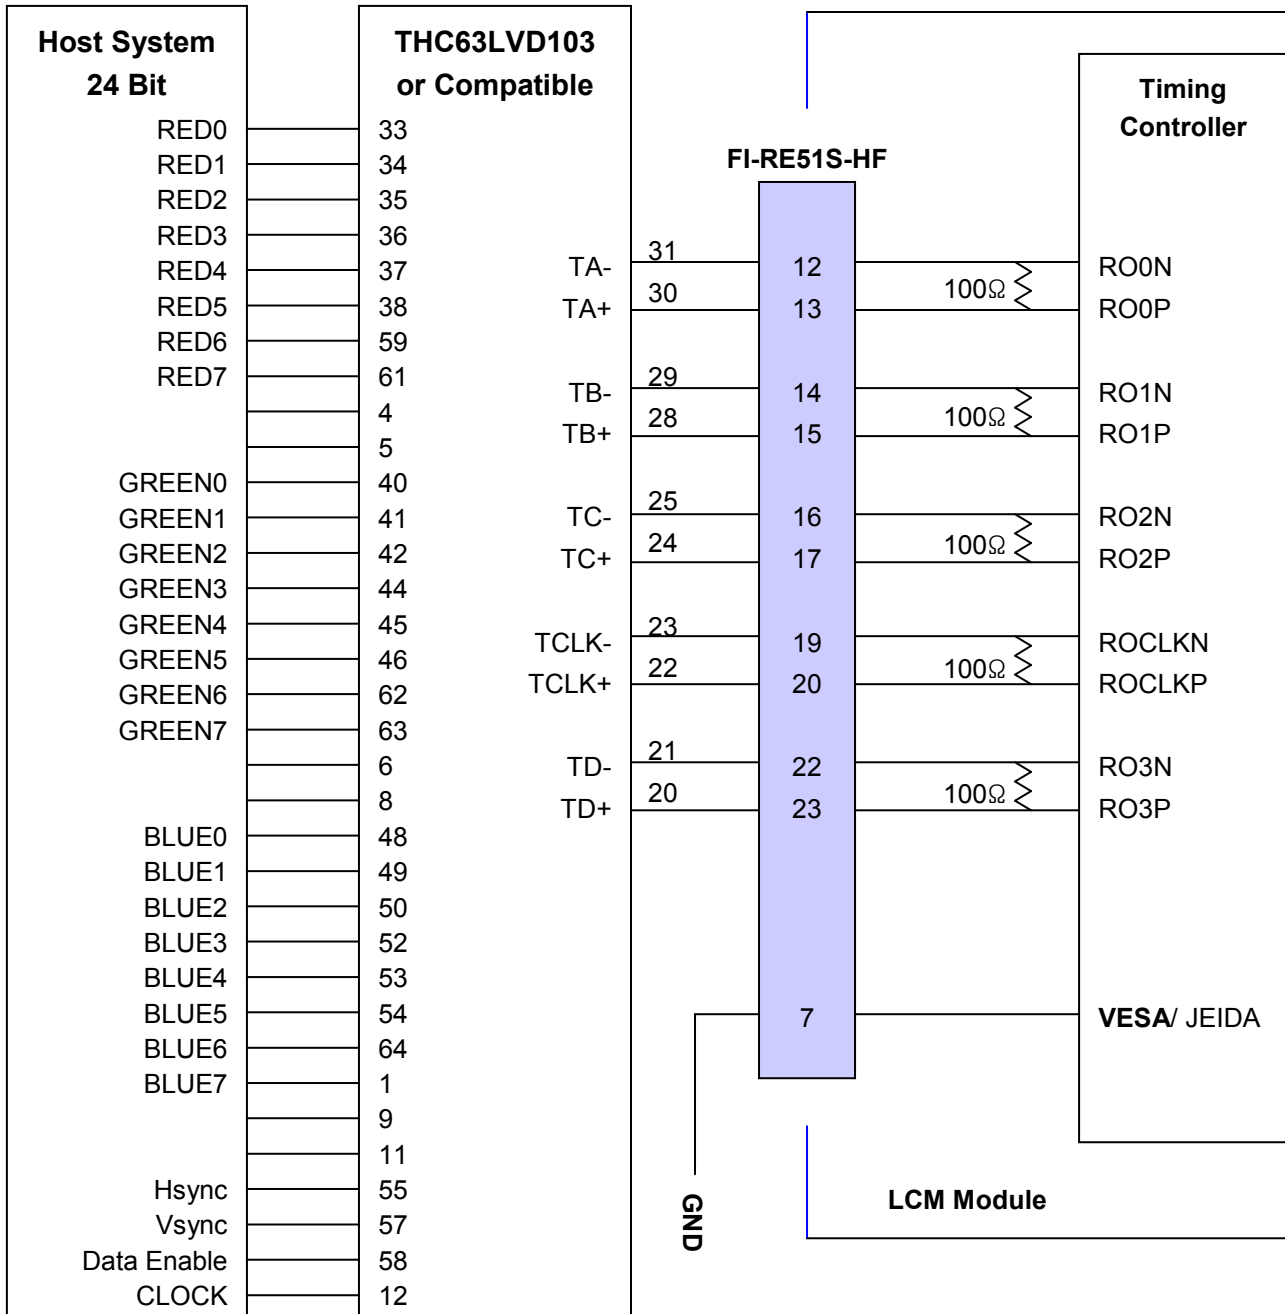 Host System
24 Bit
THC63LVD103
or Compatible
Timing
Controller
FI-RE51S-HF
RED0 33
RED1 34
RED2 35
RED3 36
RED4 37
RED5 38
RED6 59
RED7 61
4
5
GREEN0 40
GREEN1 41
GREEN2 42
GREEN3 44
GREEN4 45
GREEN5 46
GREEN6 62
GREEN7 63
6
8
BLUE0 48
BLUE1 49
BLUE2 50
BLUE3 52
BLUE4 53
BLUE5 54
BLUE6 64
BLUE7 1
9
11
Hsync 55
Vsync 57
Data Enable 58
CLOCK 12
TA- 31 12 RO0N
100Ω
TA+ 30 13 RO0P
TB- 29 14 RO1N
100Ω
TB+ 28 15 RO1P
TC- 25 16 RO2N
100Ω
TC+ 24 17 RO2P
TCLK- 23 19 ROCLKN
100Ω
TCLK+ 22 20 ROCLKP
TD- 21 22 RO3N
100Ω
TD+ 20 23 RO3P
7 VESA/ JEIDA
GND
LCM Module